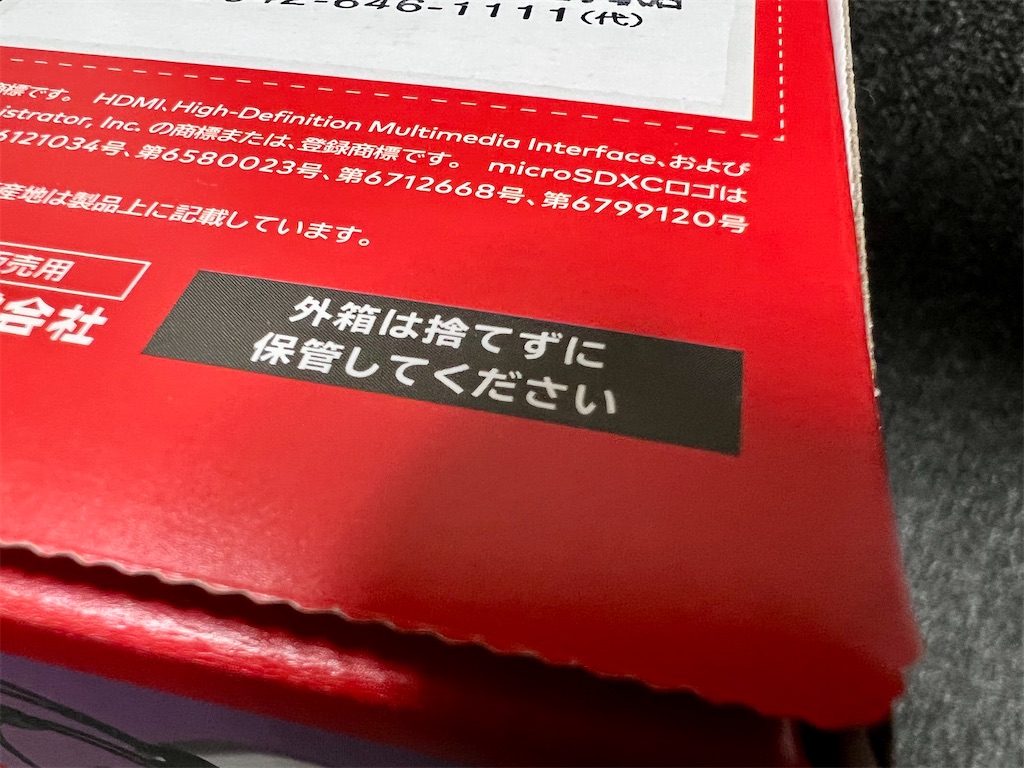 646-1111(代)
商標です。 HDMI、High-Definition Multimedia Interface、および
istrator, Inc. の商標または、登録商標です。 microSDXCロゴは
6121034号、第6580023号、第6712668号、第6799120号
産地は製品上に記載しています。
売用
会社
外箱は捨てずに
保管してください